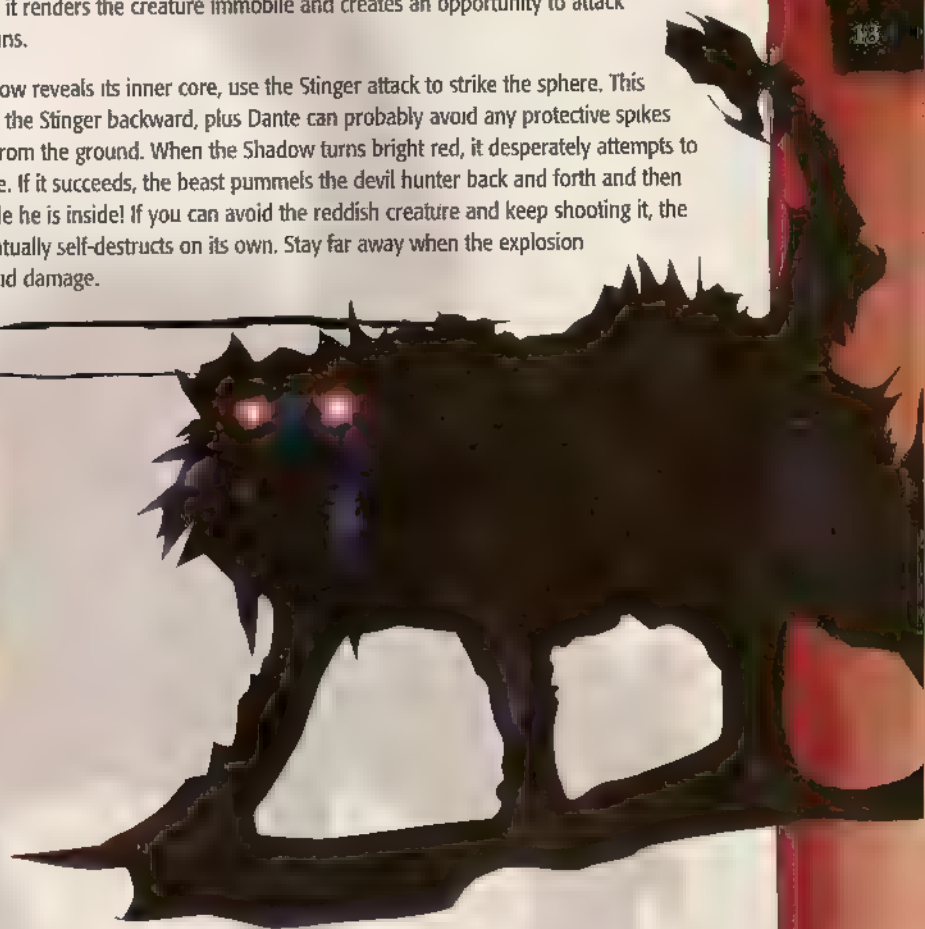 it renders the creature immobile and creates an opportunity to attack
ns.
ow reveals its inner core, use the Stinger attack to strike the sphere. This
the Stinger backward, plus Dante can probably avoid any protective spikes
from the ground. When the Shadow turns bright red, it desperately attempts to
e. If it succeeds, the beast pummels the devil hunter back and forth and then
le he is inside! If you can avoid the reddish creature and keep shooting it, the
ntually self-destructs on its own. Stay far away when the explosion
id damage.
13